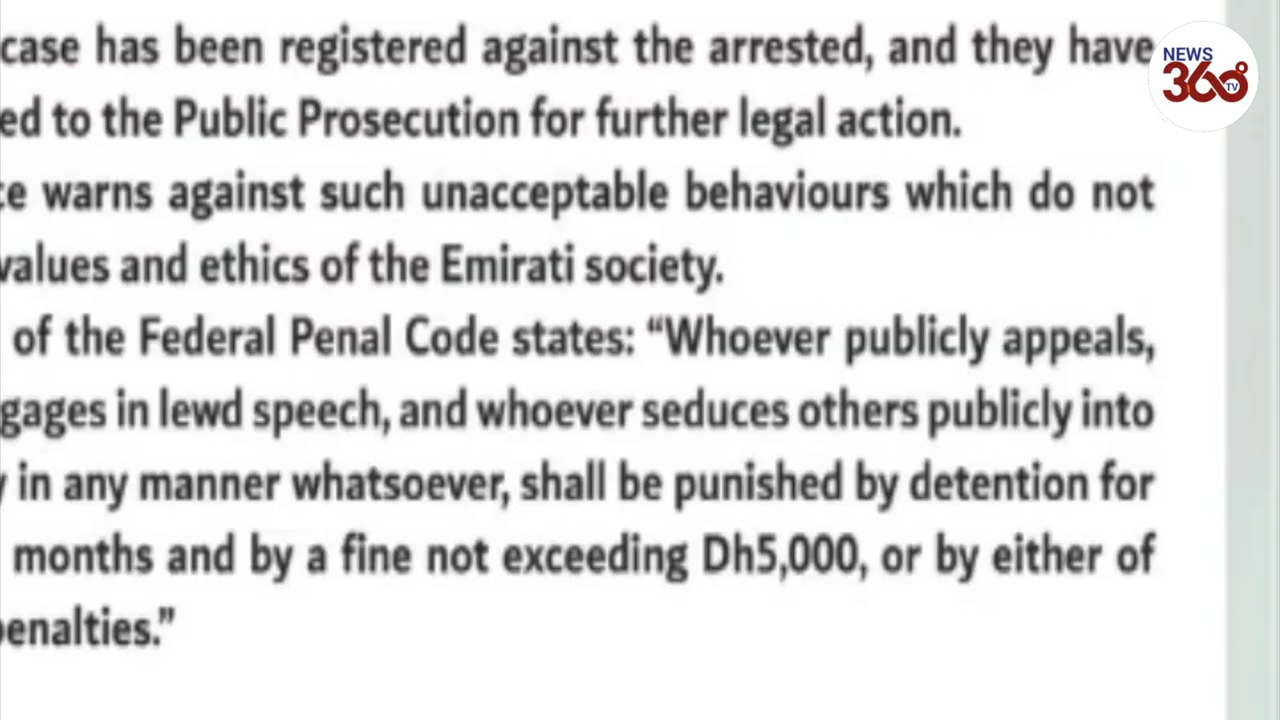 case has been registered against the arrested, and they have
ed to the Public Prosecution for further legal action.
ce warns against such unacceptable behaviours which do not
values and ethics of the Emirati society.
of the Federal Penal Code states: “Whoever publicly appeals,
gages in lewd speech, and whoever seduces others publicly into
y in any manner whatsoever, shall be punished by detention for
months and by a fine not exceeding Dh5,000, or by either of
penalties.”
NEWS
360
TV